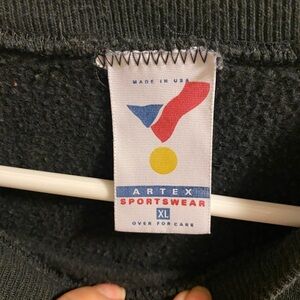 MADE IN USA
ARTEX
SPORTSWEAR
XL
OVER FOR CARE